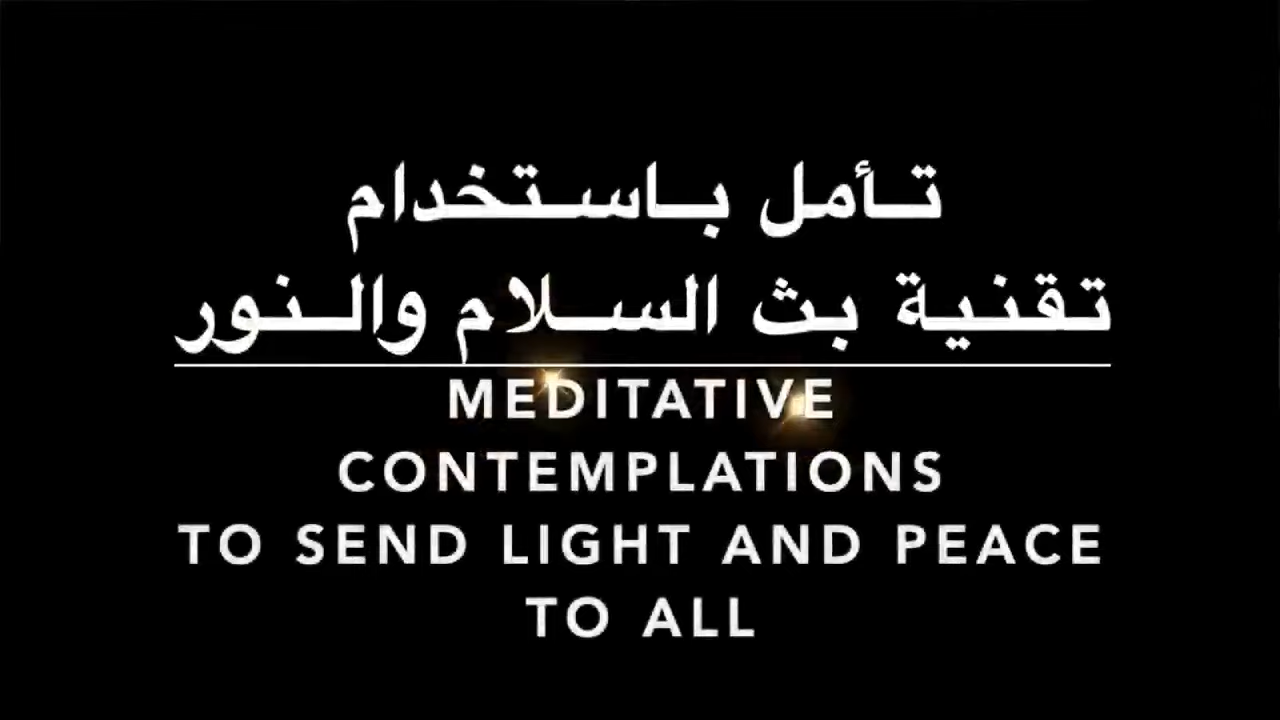 تأمل باستخدام
تقنية بث السلام والنور
MEDITATIVE
CONTEMPLATIONS
TO SEND LIGHT AND PEACE
TO ALL